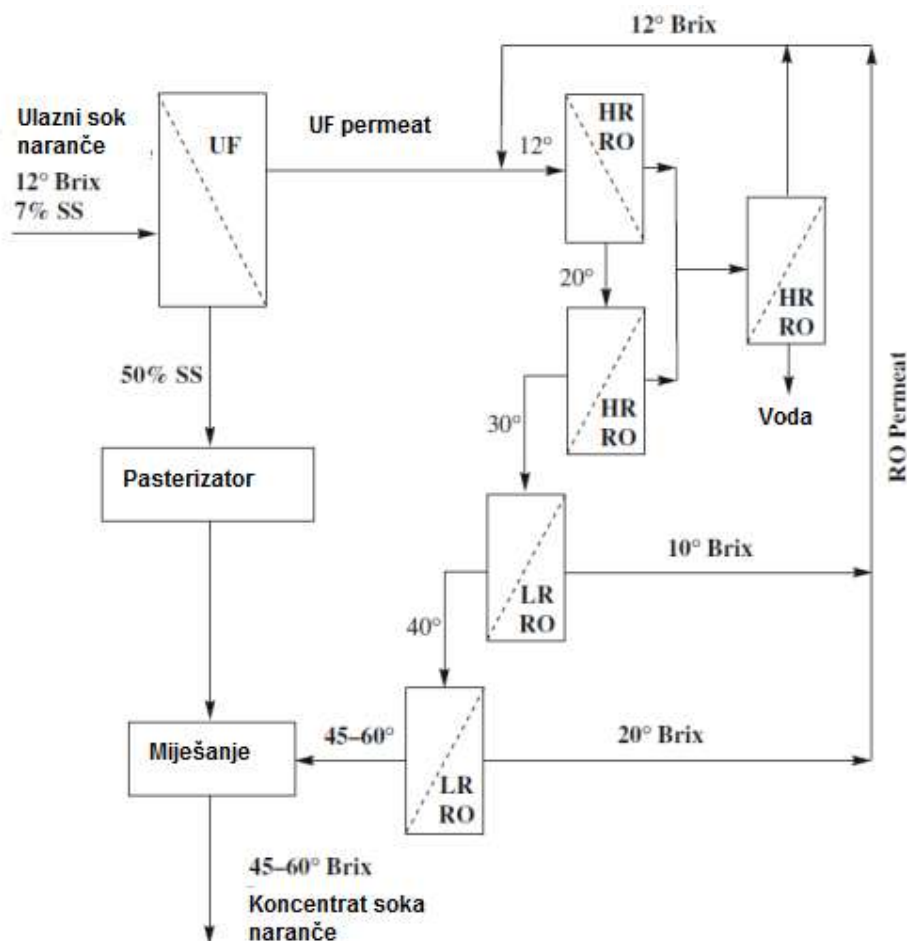 12° Brix
Ulazni sok
naranče
12° Brix
7% SS
UF
UF permeat
12°
HR
RO
20°
HR
RO
HR
RO
Voda
50% SS
30°
Pasterizator
LR
RO
10° Brix
RO Permeat
40°
Miješanje
45–60°
LR
RO
20° Brix
45–60° Brix
Koncentrat soka
naranče